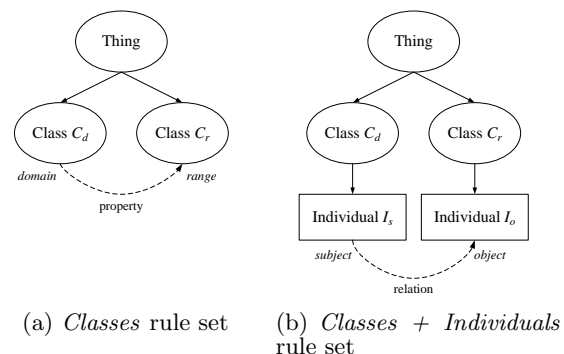 Thing
Class C_d
Class C_r
domain
range
property
(a) Classes rule set
Thing
Class C_d
Class C_r
Individual I_s
Individual I_o
subject
object
relation
(b) Classes + Individuals
rule set